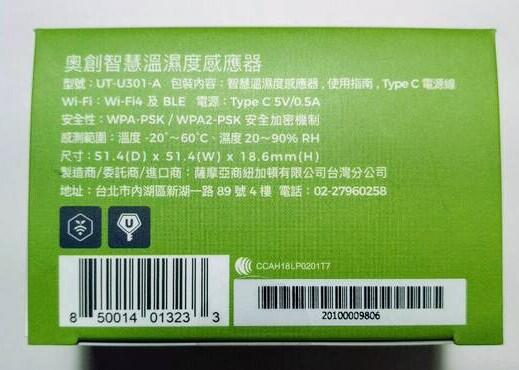 奧創智慧溫濕度感應器
型號：UT-U301-A 包裝內容：智慧溫濕度感應器，使用指南，Type C 電源線
Wi-Fi：Wi-Fi4 及 BLE 電源：Type C 5V/0.5A
安全性：WPA-PSK / WPA2-PSK 安全加密機制
感測範圍：溫度 -20˚～60˚C、濕度 20～90% RH
尺寸：51.4(D) x 51.4(W) x 18.6mm(H)
製造商/委託商/進口商：薩摩亞商紐加頓有限公司台灣分公司
地址：台北市內湖區新湖一路 89 號 4 樓 電話：02-27960258
U
CCAH18LP0201T7
8 50014 01323 3
20100009806